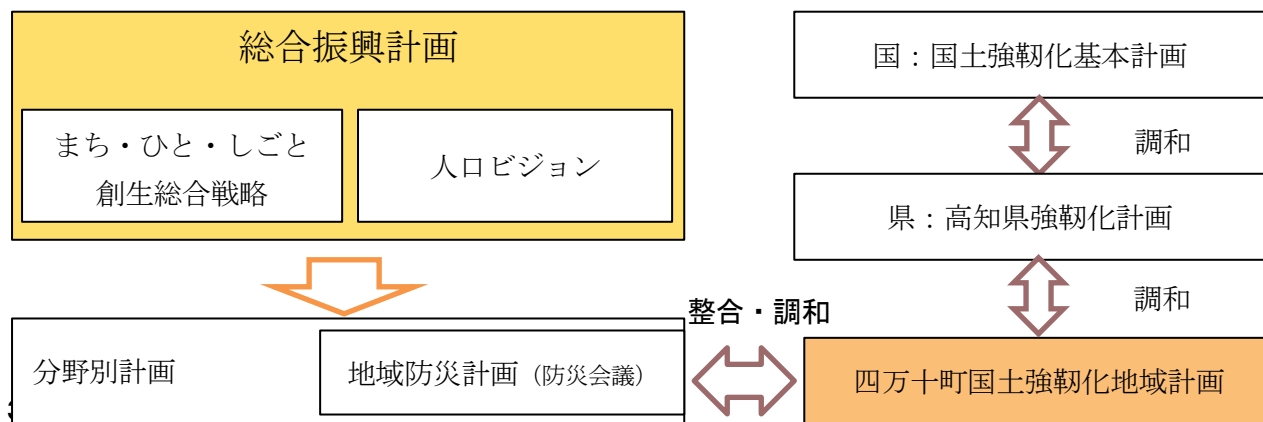 総合振興計画
まち・ひと・しごと
創生総合戦略
人口ビジョン
分野別計画
地域防災計画（防災会議）
整合・調和
国：国土強靭化基本計画
調和
県：高知県強靭化計画
調和
四万十町国土強靭化地域計画